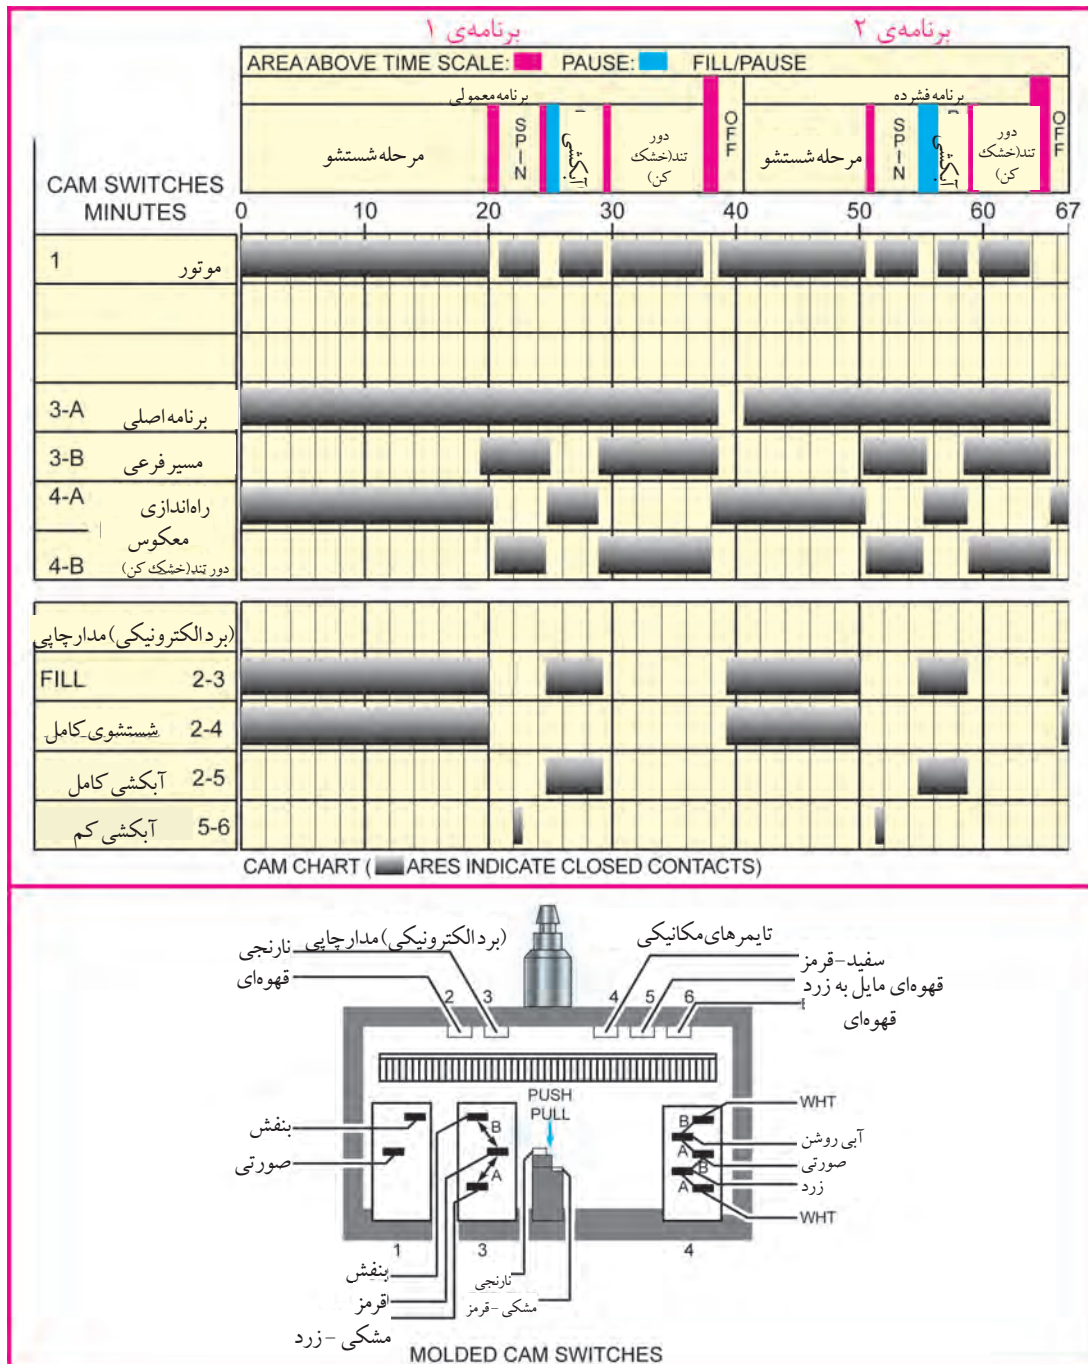 برنامه‌ی ۱
برنامه‌ی ۲
AREA ABOVE TIME SCALE: PAUSE: FILL/PAUSE
برنامه معمولی
برنامه فشرده
مرحله شستشو
SPIN
آبکشی
دور
تند(خشک
کن)
OFF
مرحله شستشو
SPIN
آبکشی
دور
تند(خشک
کن)
OFF
CAM SWITCHES
MINUTES
0 10 20 30 40 50 60 67
1 موتور
3-A برنامه اصلی
3-B مسیر فرعی
4-A راه‌اندازی
معکوس
4-B دور تند(خشک کن)
(برد الکترونیکی) مدار چاپی
FILL 2-3
شستشوی کامل 2-4
آبکشی کامل 2-5
آبکشی کم 5-6
CAM CHART ( ARES INDICATE CLOSED CONTACTS)
(برد الکترونیکی) مدار چاپی
تایمرهای مکانیکی
نارنجی
قهوه‌ای
سفید-قرمز
قهوه‌ای مایل به زرد
قهوه‌ای
2 3 4 5 6
PUSH
PULL
بنفش
صورتی
B
A
B
A
B
A
WHT
آبی روشن
صورتی
زرد
WHT
1 3 4
بنفش
قرمز
مشکی-زرد
نارنجی
مشکی-قرمز
MOLDED CAM SWITCHES